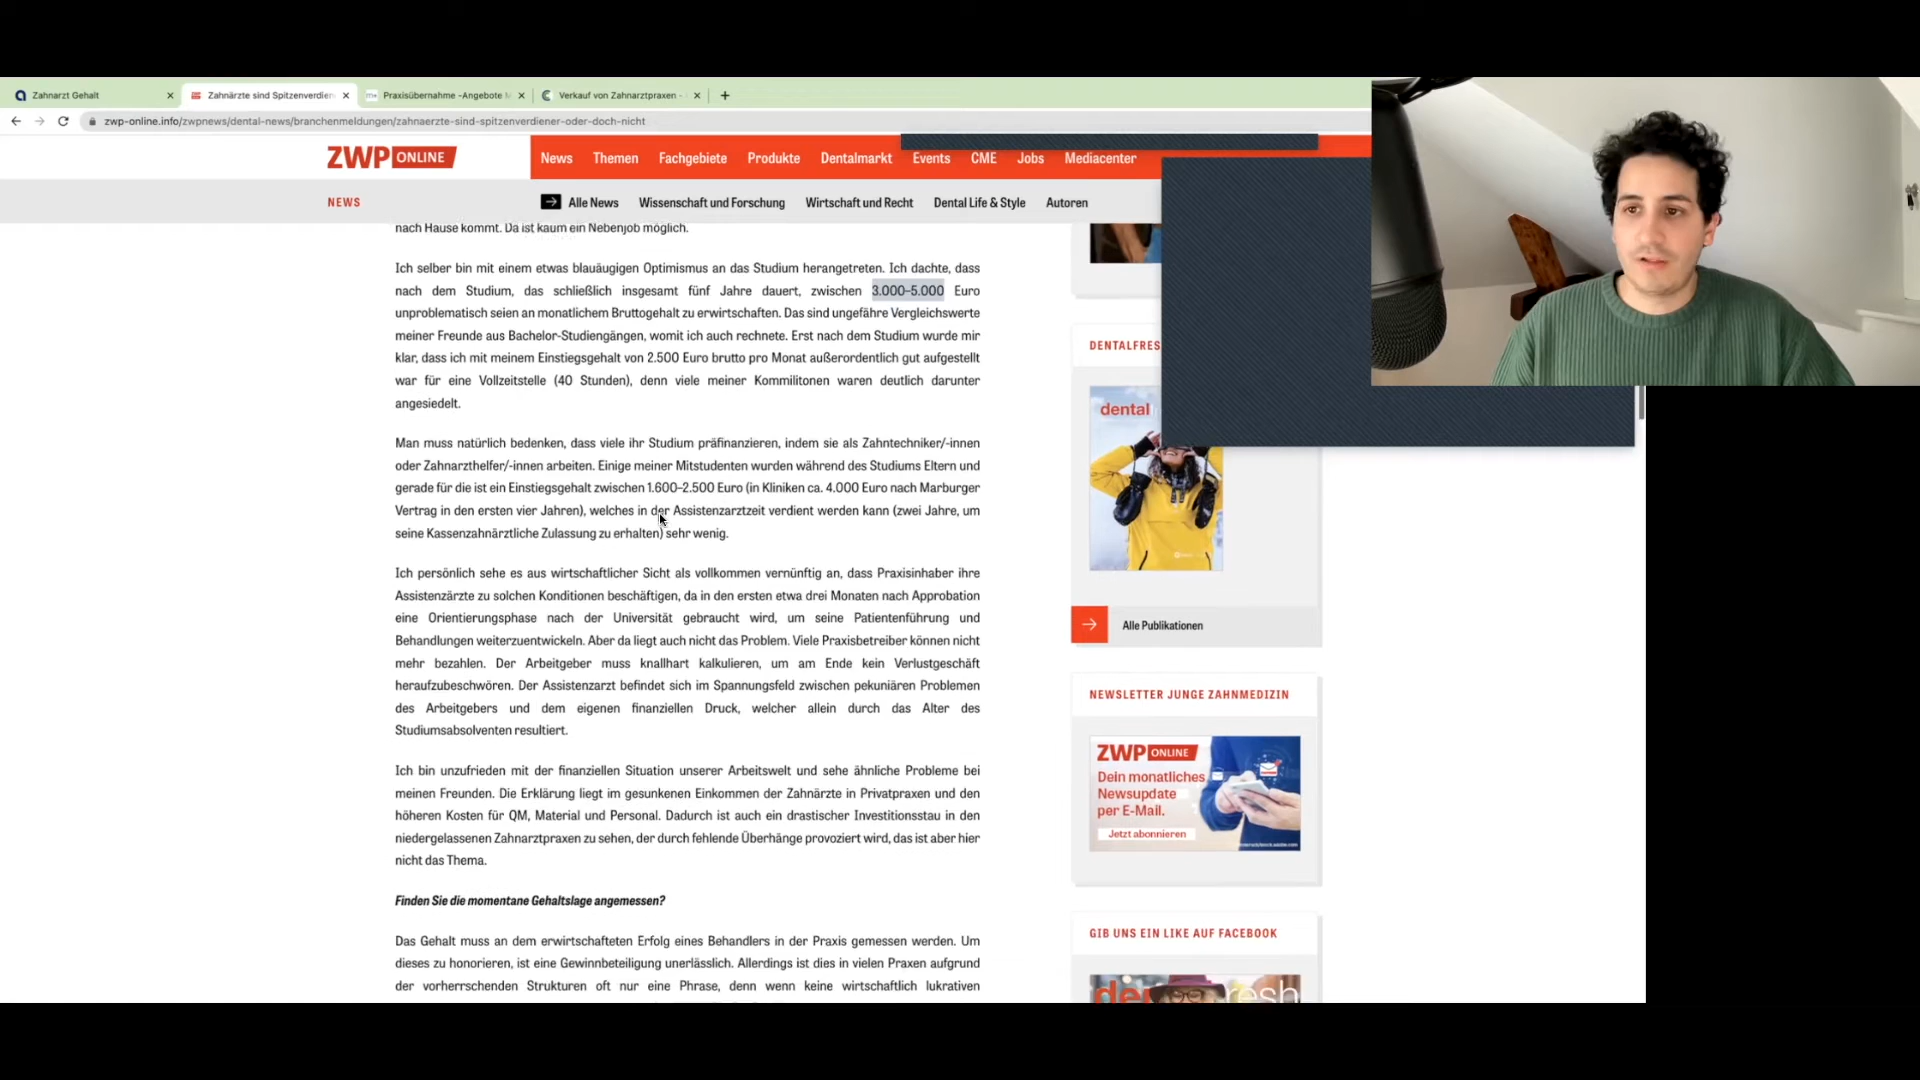 Zahnarzt Gehalt
Zahnärzte sind Spitzenverdien
Praxisübernahme -Angebote M
Verkauf von Zahnarztpraxen -
zwp-online.info/zwpnews/dental-news/branchenmeldungen/zahnaerzte-sind-spitzenverdiener-oder-doch-nicht
ZWP ONLINE
News Themen Fachgebiete Produkte Dentalmarkt Events CME Jobs Mediacenter
NEWS
Alle News Wissenschaft und Forschung Wirtschaft und Recht Dental Life & Style Autoren
nach Hause kommt. Da ist kaum ein Nebenjob möglich.
Ich selber bin mit einem etwas blauäugigen Optimismus an das Studium herangetreten. Ich dachte, dass
nach dem Studium, das schließlich insgesamt fünf Jahre dauert, zwischen 3.000–5.000 Euro
unproblematisch seien an monatlichem Bruttogehalt zu erwirtschaften. Das sind ungefähre Vergleichswerte
meiner Freunde aus Bachelor-Studiengängen, womit ich auch rechnete. Erst nach dem Studium wurde mir
klar, dass ich mit meinem Einstiegsgehalt von 2.500 Euro brutto pro Monat außerordentlich gut aufgestellt
war für eine Vollzeitstelle (40 Stunden), denn viele meiner Kommilitonen waren deutlich darunter
angesiedelt.
Man muss natürlich bedenken, dass viele ihr Studium präfinanzieren, indem sie als Zahntechniker/-innen
oder Zahnarzthelfer/-innen arbeiten. Einige meiner Mitstudenten wurden während des Studiums Eltern und
gerade für die ist ein Einstiegsgehalt zwischen 1.600–2.500 Euro (in Kliniken ca. 4.000 Euro nach Marburger
Vertrag in den ersten vier Jahren), welches in der Assistenzarztzeit verdient werden kann (zwei Jahre, um
seine Kassenzahnärztliche Zulassung zu erhalten) sehr wenig.
Ich persönlich sehe es aus wirtschaftlicher Sicht als vollkommen vernünftig an, dass Praxisinhaber ihre
Assistenzärzte zu solchen Konditionen beschäftigen, da in den ersten etwa drei Monaten nach Approbation
eine Orientierungsphase nach der Universität gebraucht wird, um seine Patientenführung und
Behandlungen weiterzuentwickeln. Aber da liegt auch nicht das Problem. Viele Praxisbetreiber können nicht
mehr bezahlen. Der Arbeitgeber muss knallhart kalkulieren, um am Ende kein Verlustgeschäft
heraufzubeschwören. Der Assistenzarzt befindet sich im Spannungsfeld zwischen pekuniären Problemen
des Arbeitgebers und dem eigenen finanziellen Druck, welcher allein durch das Alter des
Studiumsabsolventen resultiert.
Ich bin unzufrieden mit der finanziellen Situation unserer Arbeitswelt und sehe ähnliche Probleme bei
meinen Freunden. Die Erklärung liegt im gesunkenen Einkommen der Zahnärzte in Privatpraxen und den
höheren Kosten für QM, Material und Personal. Dadurch ist auch ein drastischer Investitionsstau in den
niedergelassenen Zahnarztpraxen zu sehen, der durch fehlende Überhänge provoziert wird, das ist aber hier
nicht das Thema.
Finden Sie die momentane Gehaltslage angemessen?
Das Gehalt muss an dem erwirtschafteten Erfolg eines Behandlers in der Praxis gemessen werden. Um
dieses zu honorieren, ist eine Gewinnbeteiligung unerlässlich. Allerdings ist dies in vielen Praxen aufgrund
der vorherrschenden Strukturen oft nur eine Phrase, denn wenn keine wirtschaftlich lukrativen
DENTALFRES
dental
Alle Publikationen
NEWSLETTER JUNGE ZAHNMEDIZIN
ZWP ONLINE
Dein monatliches
Newsupdate
per E-Mail.
Jetzt abonnieren
GIB UNS EIN LIKE AUF FACEBOOK